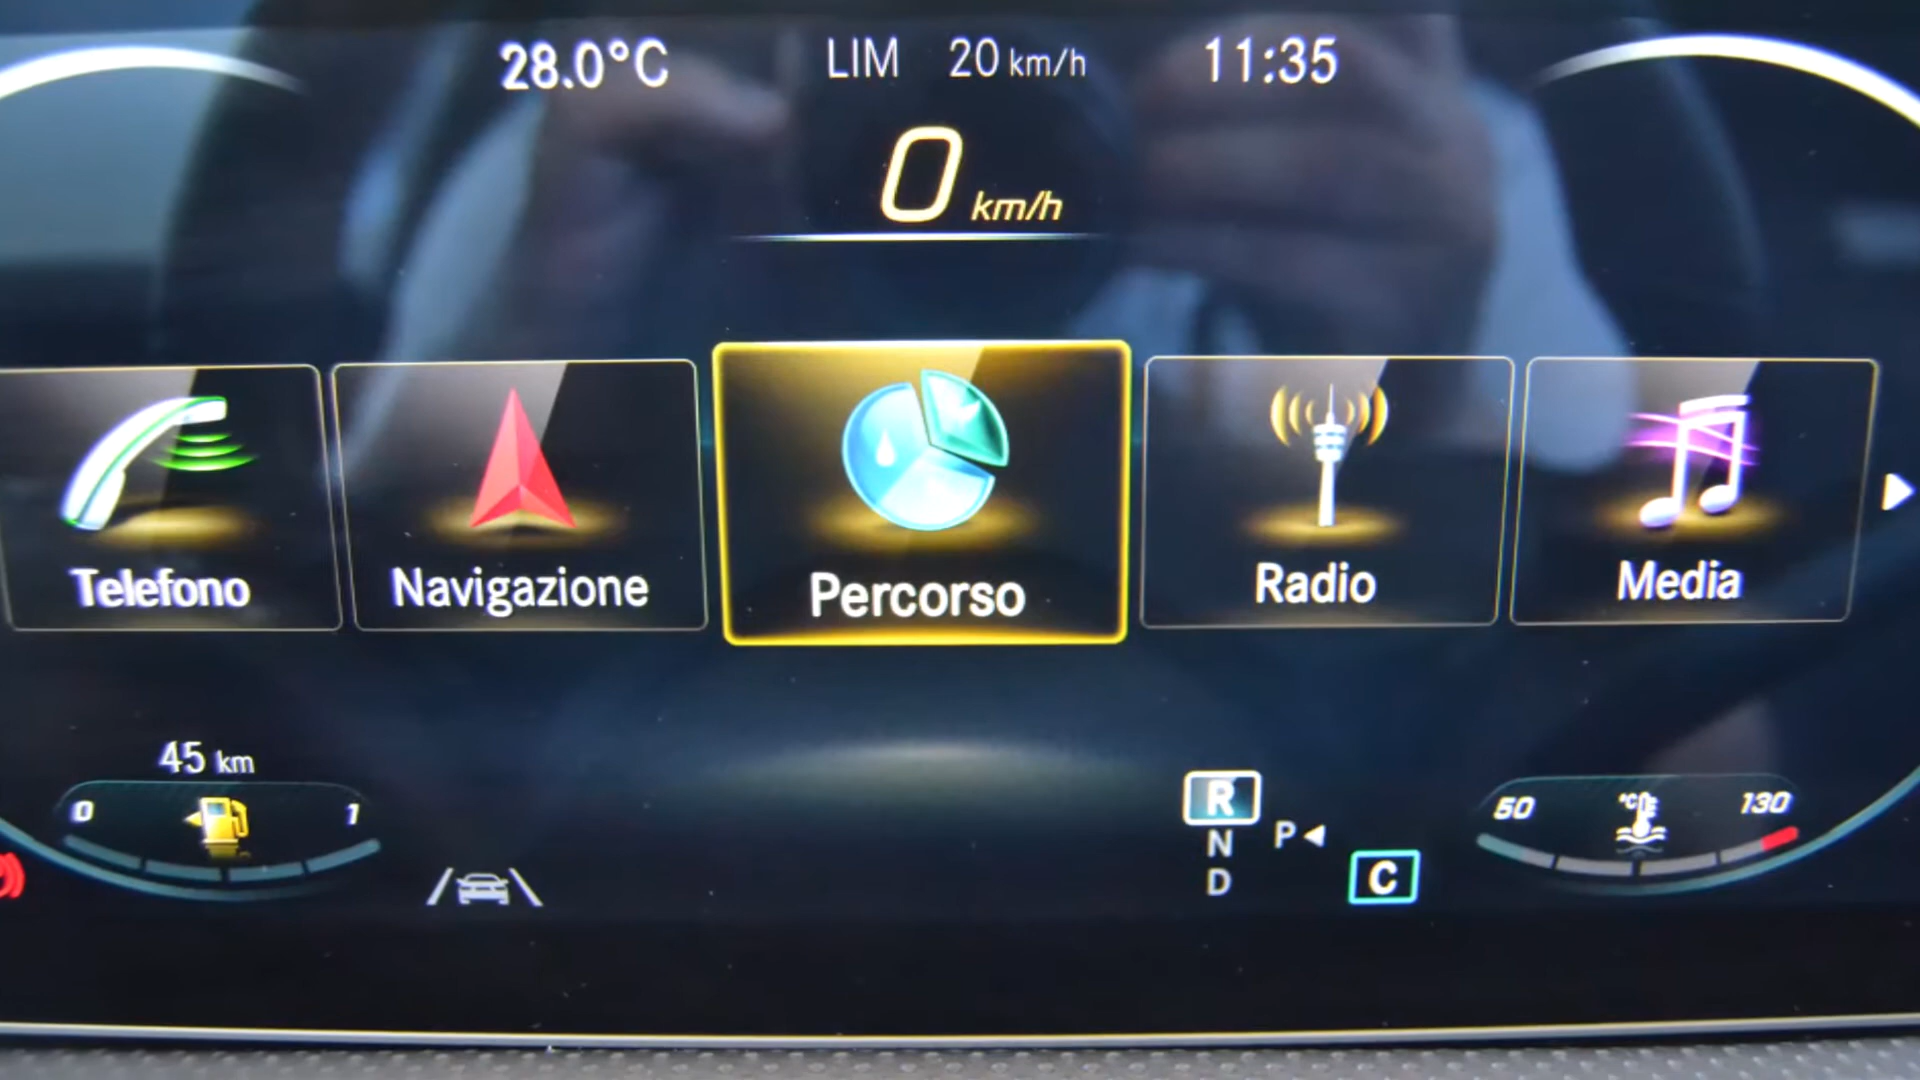 28.0°C LIM 20 km/h 11:35
0 km/h
Telefono Navigazione Percorso Radio Media
45 km
0 1
R
N P
D
C
50 °C 130